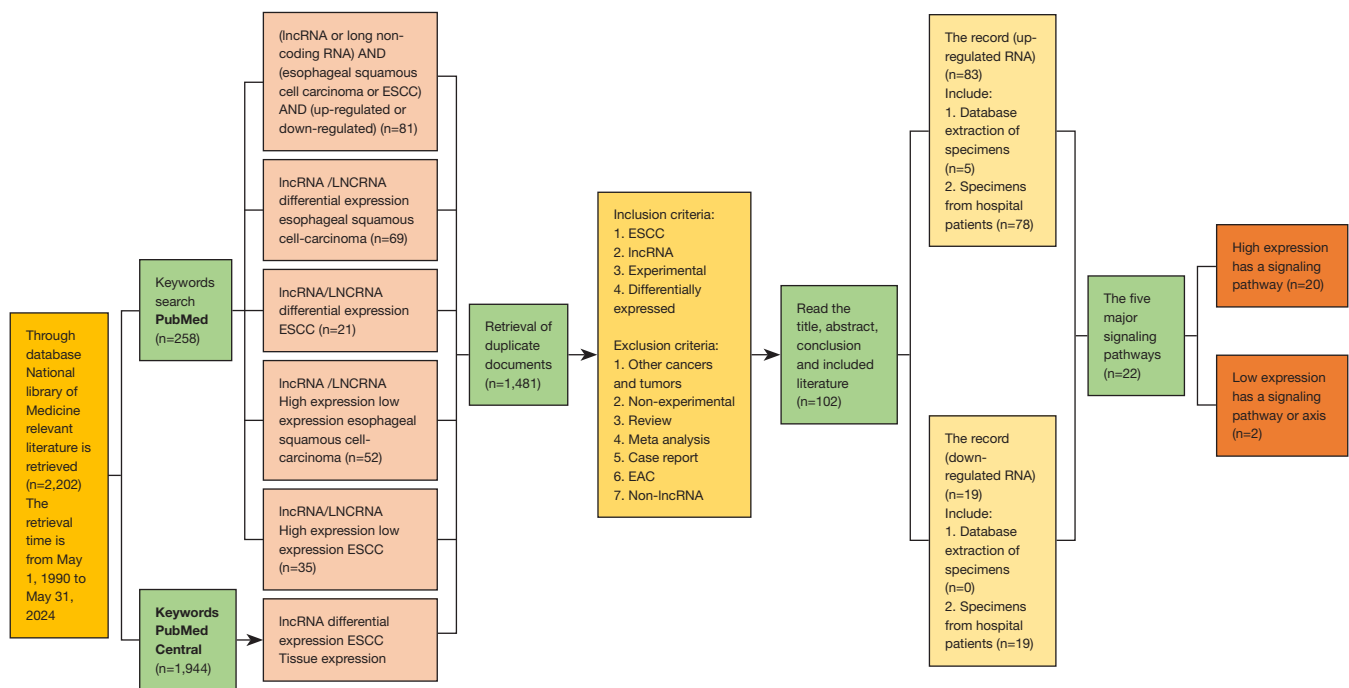 Through
database
National
library of
Medicine
relevant
literature is
retrieved
(n=2,202)
The
retrieval
time is
from May
1, 1990 to
May 31,
2024
Keywords
search
PubMed
(n=258)
Keywords
PubMed
Central
(n=1,944)
(lncRNA or long non-
coding RNA) AND
(esophageal squamous
cell carcinoma or ESCC)
AND (up-regulated or
down-regulated) (n=81)
lncRNA /LNCRNA
differential expression
esophageal squamous
cell-carcinoma (n=69)
lncRNA/LNCRNA
differential expression
ESCC (n=21)
lncRNA /LNCRNA
High expression low
expression esophageal
squamous cell-
carcinoma (n=52)
lncRNA/LNCRNA
High expression low
expression ESCC
(n=35)
lncRNA differential
expression ESCC
Tissue expression
Retrieval of
duplicate
documents
(n=1,481)
Inclusion criteria:
1. ESCC
2. lncRNA
3. Experimental
4. Differentially
expressed
Exclusion criteria:
1. Other cancers
and tumors
2. Non-experimental
3. Review
4. Meta analysis
5. Case report
6. EAC
7. Non-lncRNA
Read the
title, abstract,
conclusion
and included
literature
(n=102)
The record (up-
regulated RNA)
(n=83)
Include:
1. Database
extraction of
specimens
(n=5)
2. Specimens
from hospital
patients (n=78)
The record
(down-
regulated RNA)
(n=19)
Include:
1. Database
extraction of
specimens
(n=0)
2. Specimens
from hospital
patients (n=19)
The five
major
signaling
pathways
(n=22)
High expression
has a signaling
pathway (n=20)
Low expression
has a signaling
pathway or axis
(n=2)